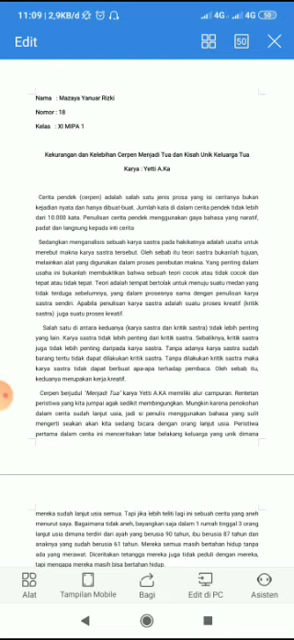 11:09 | 2,9KB/d
4G 4G 50
Edit
50
Nama : Mazaya Yanuar Rizki
Nomor : 18
Kelas : XI MIPA 1
Kekurangan dan Kelebihan Cerpen Menjadi Tua dan Kisah Unik Keluarga Tua
Karya : Yetti A.Ka
Cerita pendek (cerpen) adalah salah satu jenis prosa yang isi ceritanya bukan
kejadian nyata dan hanya dibuat-buat. Jumlah kata di dalam cerita pendek tidak lebih
dari 10.000 kata. Penulisan cerita pendek menggunakan gaya bahasa yang naratif,
padat dan langsung kepada inti cerita
Sedangkan menganalisis sebuah karya sastra pada hakikatnya adalah usaha untuk
merebut makna karya sastra tersebut. Oleh sebab itu teori sastra bukanlah tujuan,
melainkan alat yang digunakan dalam proses perebutan makna. Yang penting dalam
usaha ini bukanlah membuktikan bahwa sebuah teori cocok atau tidak cocok dan
tepat atau tidak tepat. Teori adalah tempat bertolak untuk menuju suatu medan yang
tidak terduga sebelumnya, yang dalam prosesnya sama dengan penulisan karya
sastra sendiri. Apabila penulisan karya sastra adalah suatu proses kreatif (kritik
sastra) juga suatu proses kreatif.
Salah satu di antara keduanya (karya sastra dan kritik sastra) tidak lebih penting
yang lain. Karya sastra tidak lebih penting dari kritik sastra. Sebaliknya, kritik sastra
juga tidak lebih penting daripada karya sastra. Tanpa adanya karya sastra sudah
barang tentu tidak dapat dilakukan kritik sastra. Tanpa dilakukan kritik sastra maka
karya sastra tidak dapat berbuat apa-apa terhadap pembaca. Oleh sebab itu,
keduanya merupakan kerja kreatif.
Cerpen berjudul 'Menjadi Tua' karya Yetti A.KA memiliki alur campuran. Rentetan
peristiwa yang kita jumpai agak sedikit membingungkan. Mungkin karena penokohan
dalam cerita sudah lanjut usia, jadi si penulis menggunakan bahasa yang sulit
mengerti seakan akan kita sedang bicara dengan orang lanjut usia. Peristiwa
pertama dalam cerita ini menceritakan latar belakang keluarga yang unik dimana
mereka sudah lanjut usia semua. Tapi jika lebih teliti lagi ini sebuah cerita yang aneh
menurut saya. Bagaimana tidak aneh, bayangkan saja dalam 1 rumah tinggal 3 orang
lanjut usia dimana terdiri dari ayah yang berusia 90 tahun, ibu berusia 87 tahun dan
anaknya yang sudah berusia 61 tahun. Mereka semua masih bertahan hidup tanpa
ada yang merawat. Diceritakan tetangga mereka juga tidak peduli dengan mereka,
tapi mengapa mereka masih bisa bertahan hidup.
Alat
Tampilan Mobile
Bagi
Edit di PC
Asisten